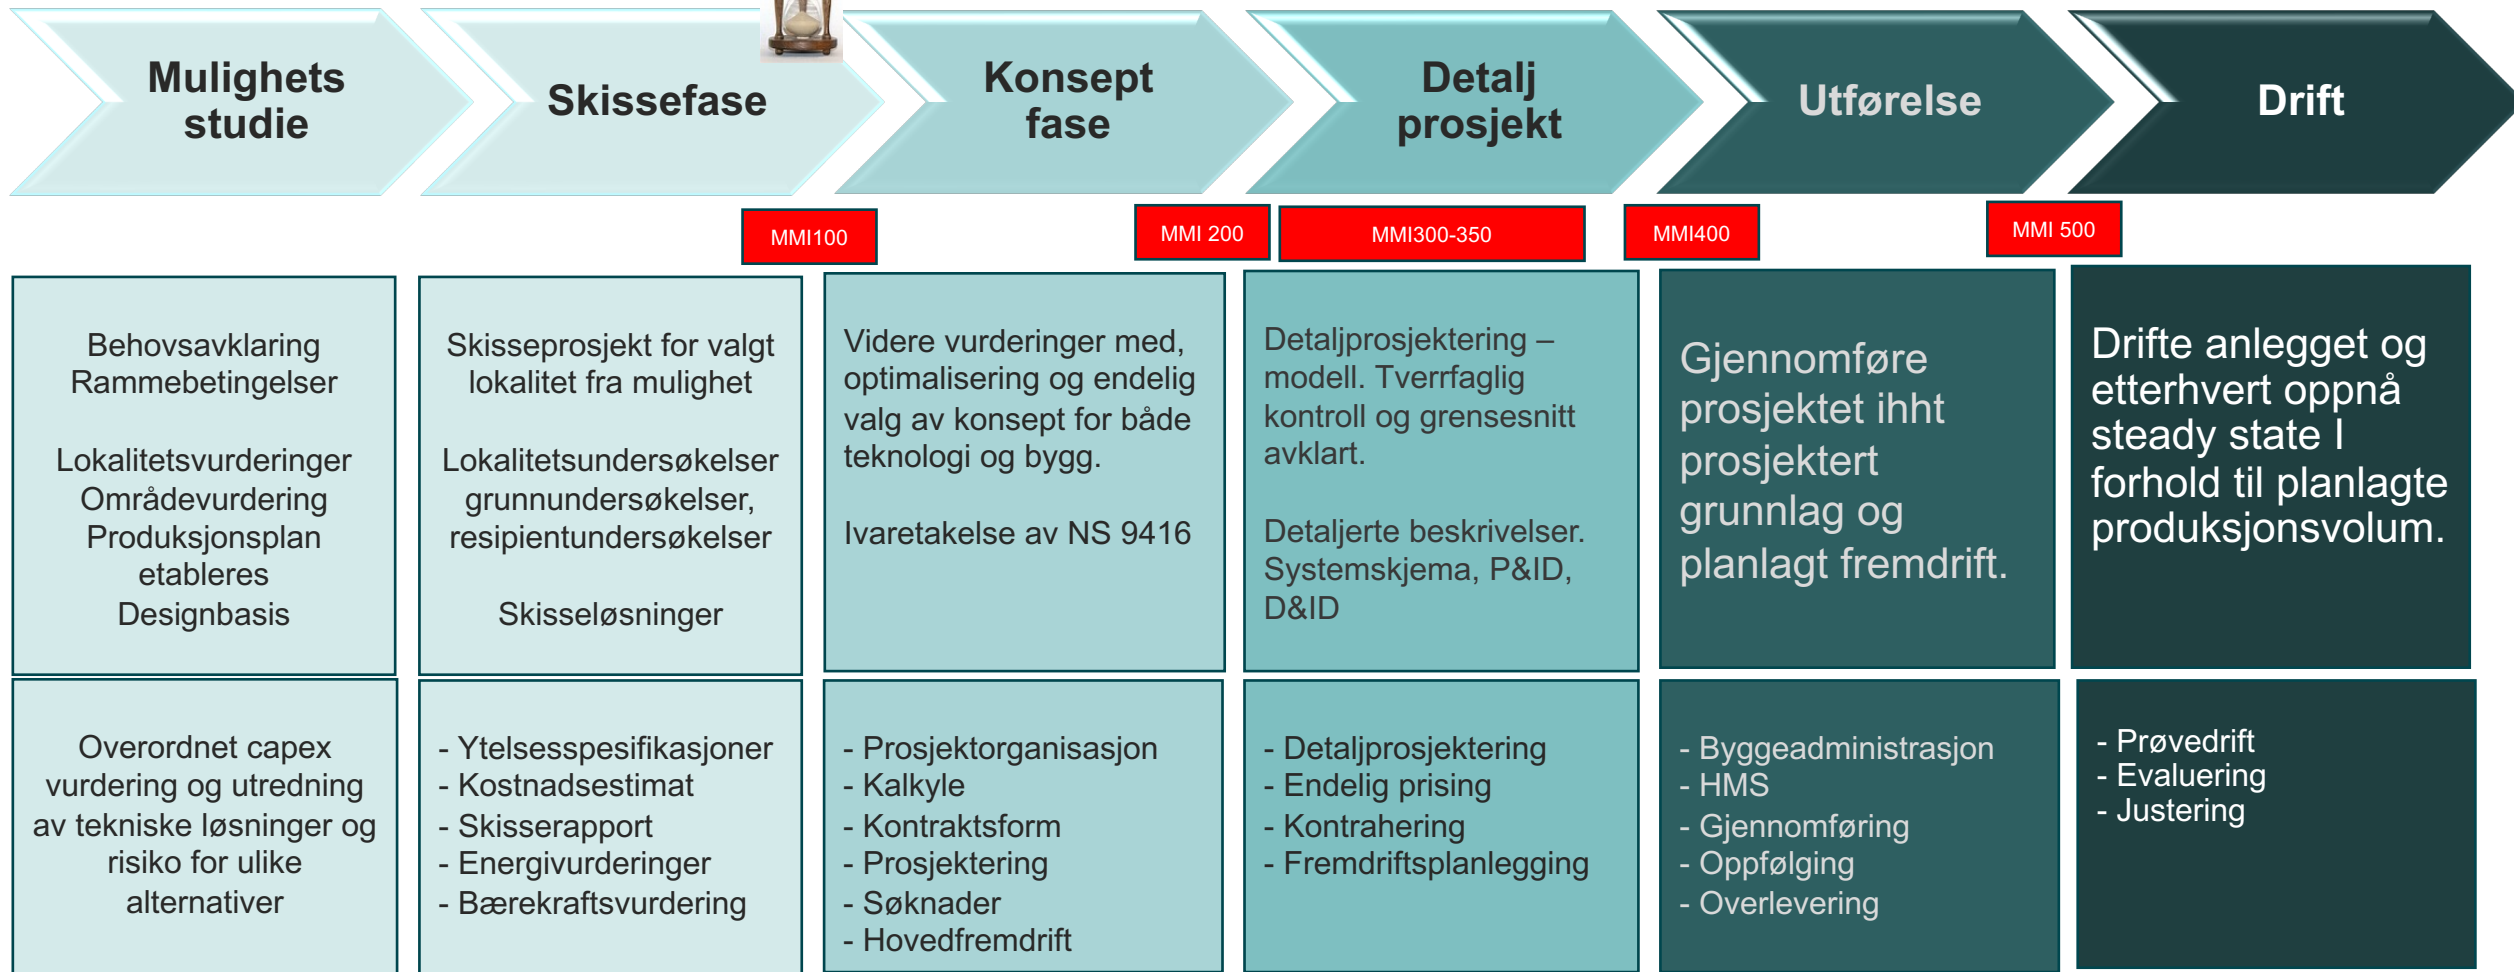 Mulighets
studie
Skissefase
Konsept
fase
Detalj
prosjekt
Utførelse
Drift
MMI100
MMI 200
MMI300-350
MMI400
MMI 500
Behovsavklaring
Rammebetingelser
Lokalitetsvurderinger
Områdevurdering
Produksjonsplan
etableres
Designbasis
Skisseprosjekt for valgt
lokalitet fra mulighet
Lokalitetsundersøkelser
grunnundersøkelser,
resipientundersøkelser
Skisseløsninger
Videre vurderinger med,
optimalisering og endelig
valg av konsept for både
teknologi og bygg.
Ivaretakelse av NS 9416
Detaljprosjektering –
modell. Tverrfaglig
kontroll og grensesnitt
avklart.
Detaljerte beskrivelser.
Systemskjema, P&ID,
D&ID
Gjennomføre
prosjektet ihht
prosjektert
grunnlag og
planlagt fremdrift.
Drifte anlegget og
etterhvert oppnå
steady state I
forhold til planlagte
produksjonsvolum.
Overordnet capex
vurdering og utredning
av tekniske løsninger og
risiko for ulike
alternativer
- Ytelsesspesifikasjoner
- Kostnadsestimat
- Skisserapport
- Energivurderinger
- Bærekraftsvurdering
- Prosjektorganisasjon
- Kalkyle
- Kontraktsform
- Prosjektering
- Søknader
- Hovedfremdrift
- Detaljprosjektering
- Endelig prising
- Kontrahering
- Fremdriftsplanlegging
- Byggeadministrasjon
- HMS
- Gjennomføring
- Oppfølging
- Overlevering
- Prøvedrift
- Evaluering
- Justering